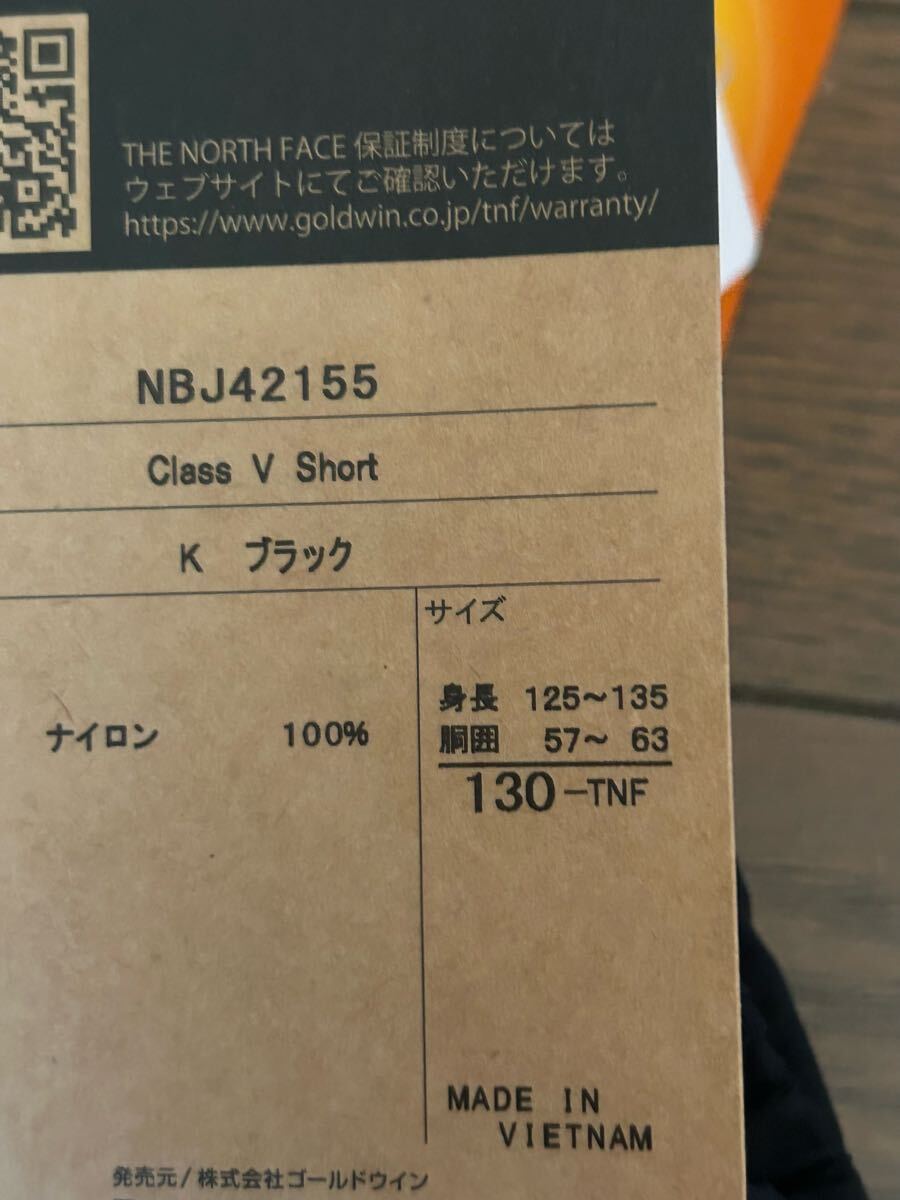 THE NORTH FACE 保証制度については
ウェブサイトにてご確認いただけます。
https://www.goldwin.co.jp/tnf/warranty/
NBJ42155
Class V Short
K ブラック
サイズ
ナイロン 100%
身長 125~135
胴囲 57~ 63
130-TNF
MADE IN
VIETNAM
発売元/株式会社ゴールドウイン